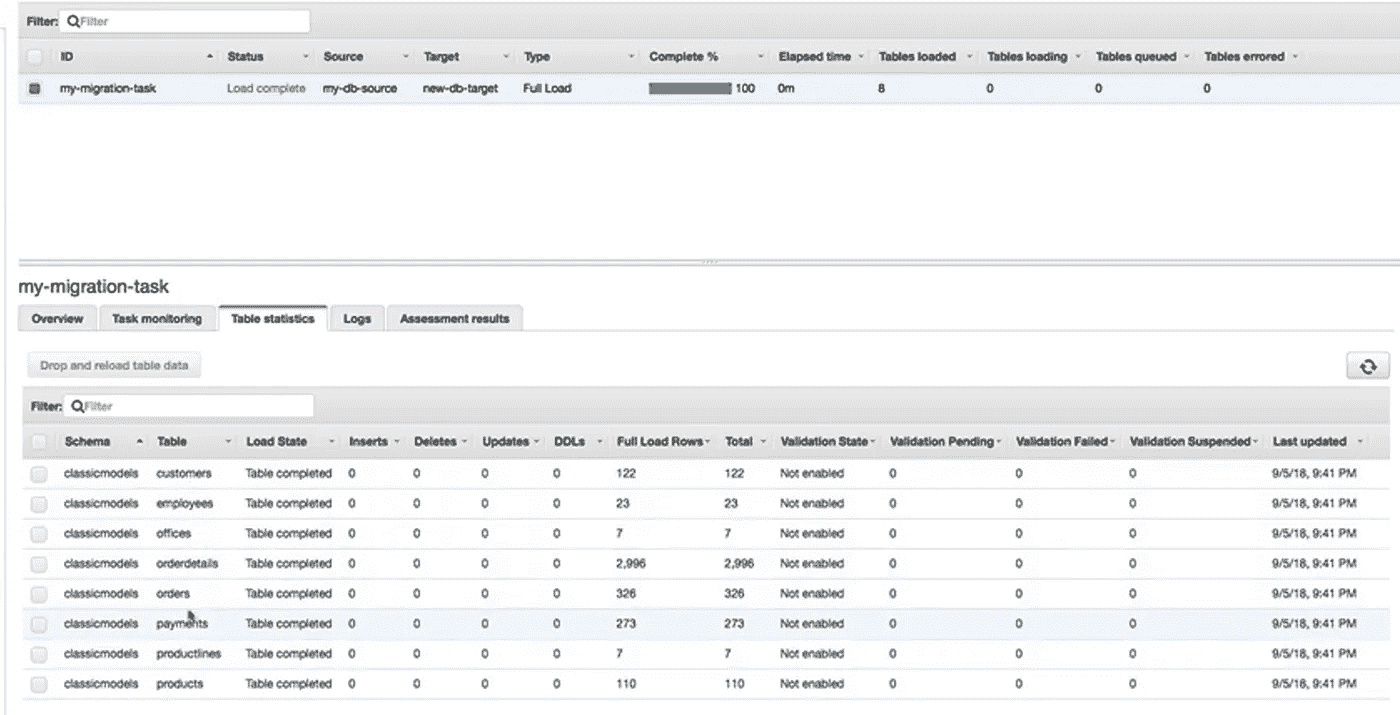 Filter: Filter
ID Status Source Target Type Complete % Elapsed time Tables loaded Tables loading Tables queued Tables errored
my-migration-task Load complete my-db-source new-db-target Full Load 100 0m 8 0 0 0
my-migration-task
Overview Task monitoring Table statistics Logs Assessment results
Drop and reload table data
Filter: Filter
Schema Table Load State Inserts Deletes Updates DDLs Full Load Rows Total Validation State Validation Pending Validation Failed Validation Suspended Last updated
classicmodels customers Table completed 0 0 0 0 122 122 Not enabled 0 0 0 9/5/18, 9:41 PM
classicmodels employees Table completed 0 0 0 0 23 23 Not enabled 0 0 0 9/5/18, 9:41 PM
classicmodels offices Table completed 0 0 0 0 7 7 Not enabled 0 0 0 9/5/18, 9:41 PM
classicmodels orderdetails Table completed 0 0 0 0 2,996 2,996 Not enabled 0 0 0 9/5/18, 9:41 PM
classicmodels orders Table completed 0 0 0 0 326 326 Not enabled 0 0 0 9/5/18, 9:41 PM
classicmodels payments Table completed 0 0 0 0 273 273 Not enabled 0 0 0 9/5/18, 9:41 PM
classicmodels productlines Table completed 0 0 0 0 7 7 Not enabled 0 0 0 9/5/18, 9:41 PM
classicmodels products Table completed 0 0 0 0 110 110 Not enabled 0 0 0 9/5/18, 9:41 PM